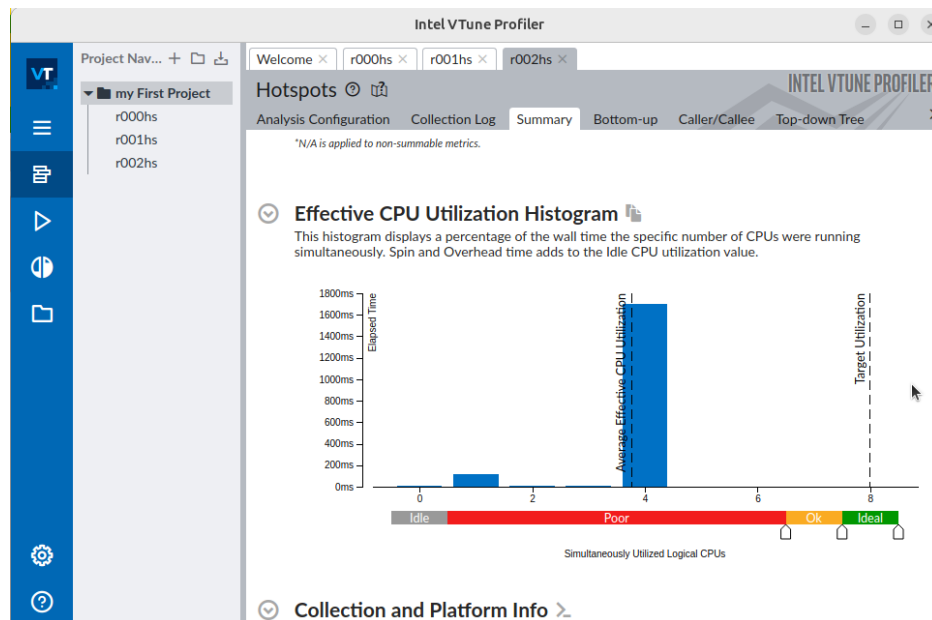 Intel VTune Profiler
VT
Project Nav...
my First Project
r000hs
r001hs
r002hs
Welcome
r000hs
r001hs
r002hs
Hotspots
INTEL VTUNE PROFILER
Analysis Configuration
Collection Log
Summary
Bottom-up
Caller/Callee
Top-down Tree
*N/A is applied to non-summable metrics.
Effective CPU Utilization Histogram
This histogram displays a percentage of the wall time the specific number of CPUs were running
simultaneously. Spin and Overhead time adds to the Idle CPU utilization value.
1800ms
1600ms
1400ms
1200ms
1000ms
800ms
600ms
400ms
200ms
0ms
Elapsed Time
Average Effective CPU Utilization
Target Utilization
0
2
4
6
8
Idle
Poor
Ok
Ideal
Simultaneously Utilized Logical CPUs
Collection and Platform Info